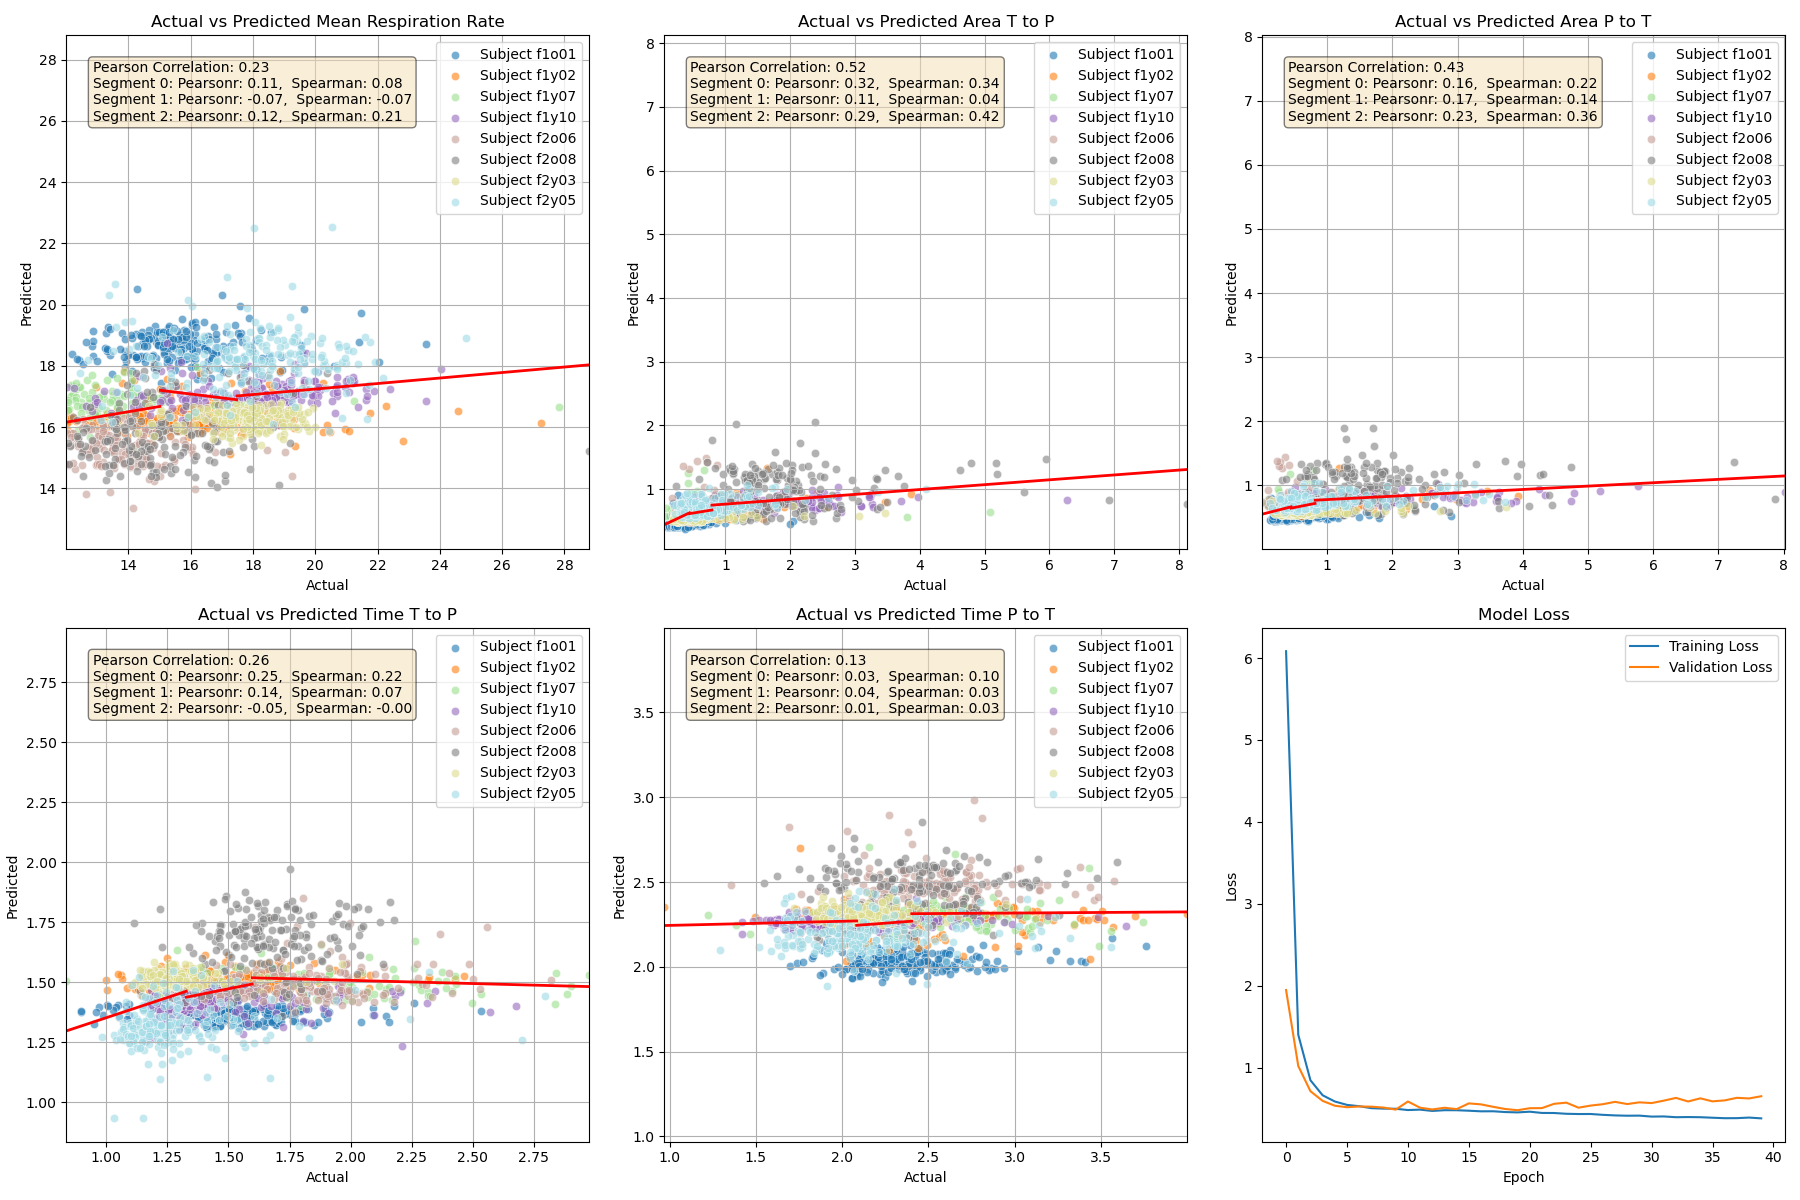 Actual vs Predicted Mean Respiration Rate
Pearson Correlation: 0.23
Segment 0: Pearsonr: 0.11, Spearman: 0.08
Segment 1: Pearsonr: -0.07, Spearman: -0.07
Segment 2: Pearsonr: 0.12, Spearman: 0.21
Subject f1o01
Subject f1y02
Subject f1y07
Subject f1y10
Subject f2o06
Subject f2o08
Subject f2y03
Subject f2y05
28
26
24
22
20
18
16
14
Predicted
14 16 18 20 22 24 26 28
Actual
Actual vs Predicted Area T to P
Pearson Correlation: 0.52
Segment 0: Pearsonr: 0.32, Spearman: 0.34
Segment 1: Pearsonr: 0.11, Spearman: 0.04
Segment 2: Pearsonr: 0.29, Spearman: 0.42
Subject f1o01
Subject f1y02
Subject f1y07
Subject f1y10
Subject f2o06
Subject f2o08
Subject f2y03
Subject f2y05
8
7
6
5
4
3
2
1
Predicted
1 2 3 4 5 6 7 8
Actual
Actual vs Predicted Area P to T
Pearson Correlation: 0.43
Segment 0: Pearsonr: 0.16, Spearman: 0.22
Segment 1: Pearsonr: 0.17, Spearman: 0.14
Segment 2: Pearsonr: 0.23, Spearman: 0.36
Subject f1o01
Subject f1y02
Subject f1y07
Subject f1y10
Subject f2o06
Subject f2o08
Subject f2y03
Subject f2y05
8
7
6
5
4
3
2
1
Predicted
1 2 3 4 5 6 7 8
Actual
Actual vs Predicted Time T to P
Pearson Correlation: 0.26
Segment 0: Pearsonr: 0.25, Spearman: 0.22
Segment 1: Pearsonr: 0.14, Spearman: 0.07
Segment 2: Pearsonr: -0.05, Spearman: -0.00
Subject f1o01
Subject f1y02
Subject f1y07
Subject f1y10
Subject f2o06
Subject f2o08
Subject f2y03
Subject f2y05
2.75
2.50
2.25
2.00
1.75
1.50
1.25
1.00
Predicted
1.00 1.25 1.50 1.75 2.00 2.25 2.50 2.75
Actual
Actual vs Predicted Time P to T
Pearson Correlation: 0.13
Segment 0: Pearsonr: 0.03, Spearman: 0.10
Segment 1: Pearsonr: 0.04, Spearman: 0.03
Segment 2: Pearsonr: 0.01, Spearman: 0.03
Subject f1o01
Subject f1y02
Subject f1y07
Subject f1y10
Subject f2o06
Subject f2o08
Subject f2y03
Subject f2y05
3.5
3.0
2.5
2.0
1.5
1.0
Predicted
1.0 1.5 2.0 2.5 3.0 3.5
Actual
Model Loss
Training Loss
Validation Loss
6
5
4
3
2
1
Loss
0 5 10 15 20 25 30 35 40
Epoch